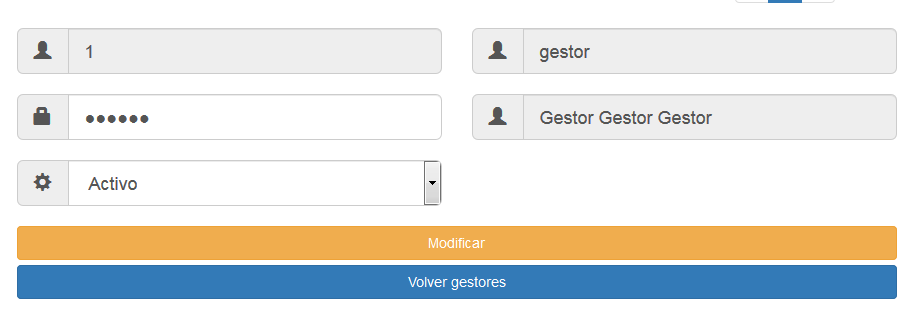 1
gestor
••••••
Gestor Gestor Gestor
Activo
Modificar
Volver gestores